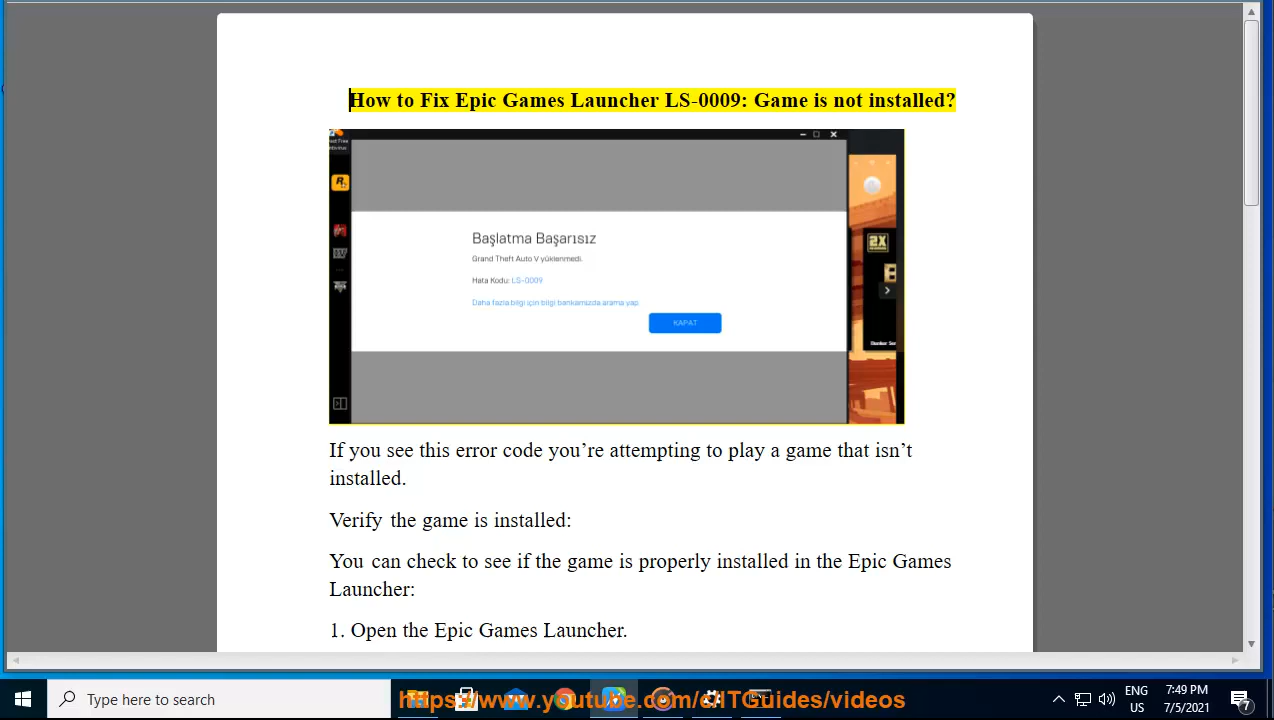 How to Fix Epic Games Launcher LS-0009: Game is not installed?
Başlatma Başarısız
Grand Theft Auto V yüklenmedi.
Hata Kodu: LS-0009
Daha fazla bilgi için bilgi bankamızda arama yap
KAPAT
2X
If you see this error code you’re attempting to play a game that isn’t
installed.
Verify the game is installed:
You can check to see if the game is properly installed in the Epic Games
Launcher:
1. Open the Epic Games Launcher.
Type here to search
https://www.youtube.com/c/ITGuides/videos
ENG
US
7:49 PM
7/5/2021
7